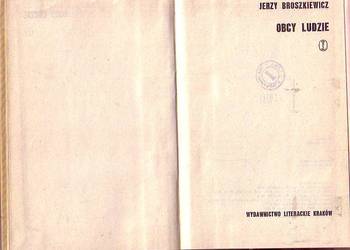 JERZY BROSZKIEWICZ
OBCY LUDZIE
WYDAWNICTWO LITERACKIE KRAKÓW